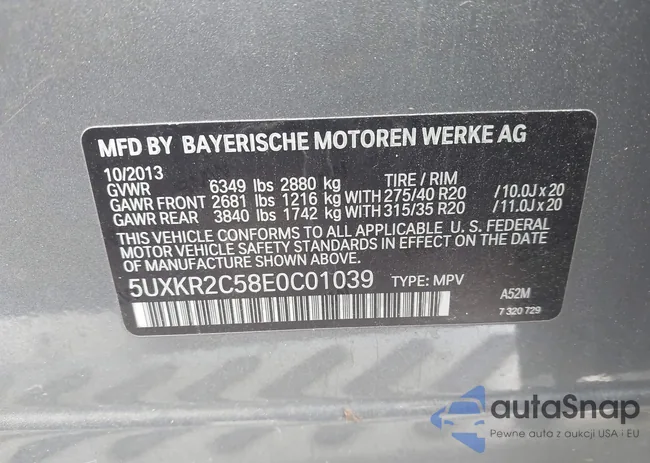 MFD BY BAYERISCHE MOTOREN WERKE AG
10/2013
GVWR 6349 lbs 2880 kg TIRE / RIM
GAWR FRONT 2681 lbs 1216 kg WITH 275/40 R20 /10.0J x 20
GAWR REAR 3840 lbs 1742 kg WITH 315/35 R20 /11.0J x 20
THIS VEHICLE CONFORMS TO ALL APPLICABLE U. S. FEDERAL
MOTOR VEHICLE SAFETY STANDARDS IN EFFECT ON THE DATE
OF MANUFACTURE SHOWN ABOVE.
5UXKR2C58E0C01039 TYPE: MPV
A52M
7 320 729
autaSnap
Pewne auta z aukcji USA i EU